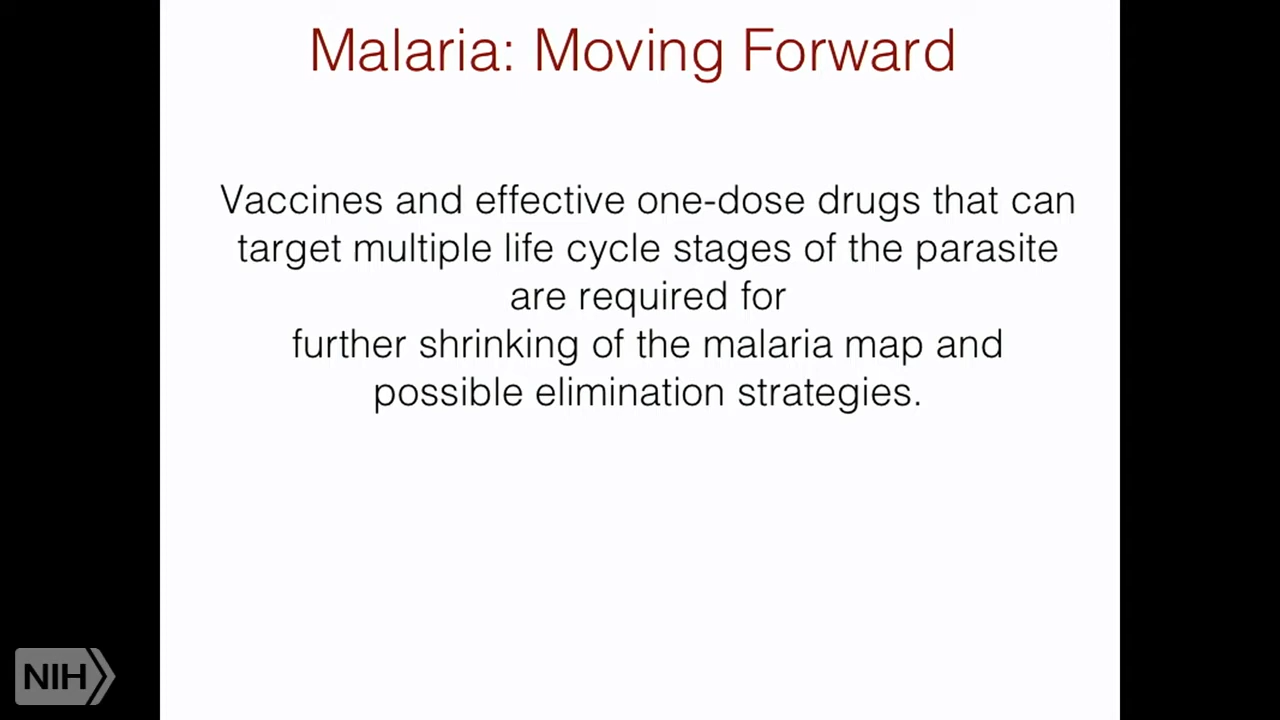 Malaria: Moving Forward
Vaccines and effective one-dose drugs that can
target multiple life cycle stages of the parasite
are required for
further shrinking of the malaria map and
possible elimination strategies.
NIH